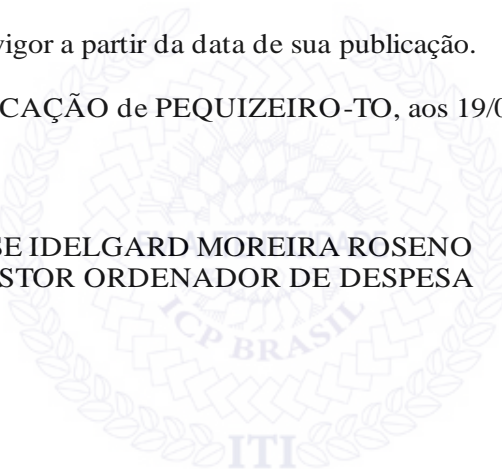 vigor a partir da data de sua publicação.
CAÇÃO de PEQUIZEIRO-TO, aos 19/0
SE IDELGARD MOREIRA ROSENO
STOR ORDENADOR DE DESPESA
ICP BRASIL
ITI